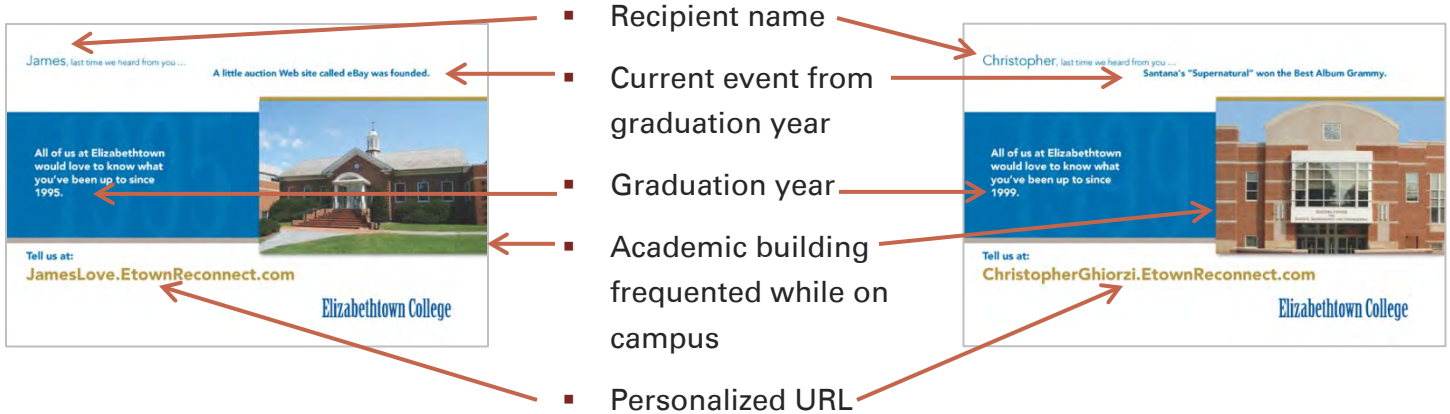 James, last time we heard from you ...
A little auction Web site called eBay was founded.
1995
All of us at Elizabethtown
would love to know what
you've been up to since
1995.
Tell us at:
JamesLove.EtownReconnect.com
Elizabethtown College
▪ Recipient name
▪ Current event from
graduation year
▪ Graduation year
▪ Academic building
frequented while on
campus
▪ Personalized URL
Christopher, last time we heard from you ...
Santana's "Supernatural" won the Best Album Grammy.
1999
All of us at Elizabethtown
would love to know what
you've been up to since
1999.
Tell us at:
ChristopherGhiorzi.EtownReconnect.com
Elizabethtown College